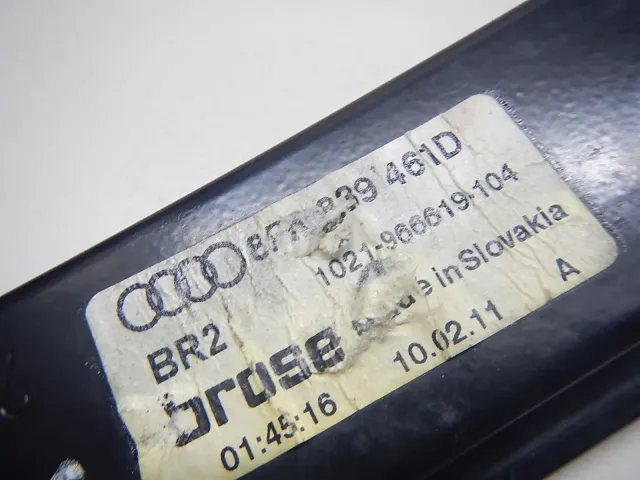 839 461D
1021-966619-104
BR2
in Slovakia
brose
10.02.11
A
01:45:16